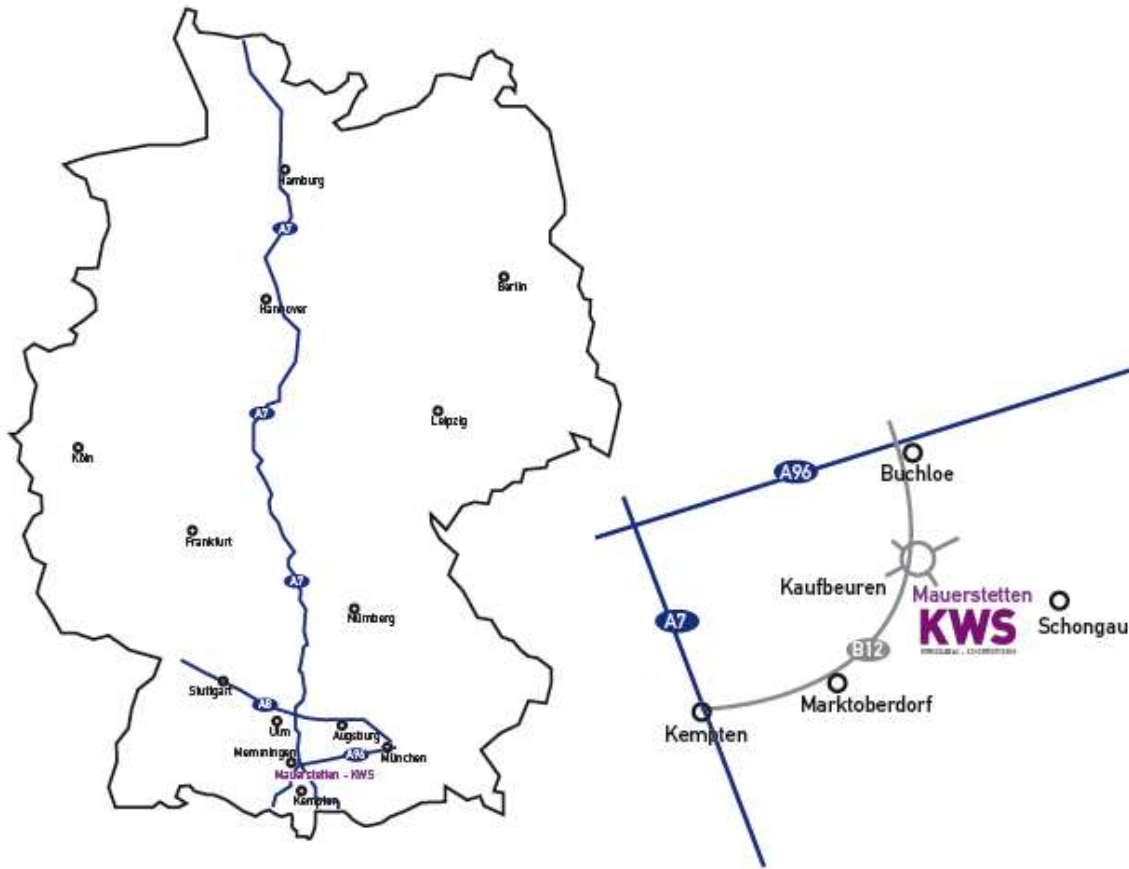 Hamburg
A7
Berlin
Hannover
A7
Leipzig
Köln
Frankfurt
A7
Nürnberg
Stuttgart
A8
Ulm
Augsburg
Memmingen
A96
München
Mauerstetten - KWS
Kempten
A96
Buchloe
Kaufbeuren
Mauerstetten
KWS
Schongau
A7
B12
Marktoberdorf
Kempten